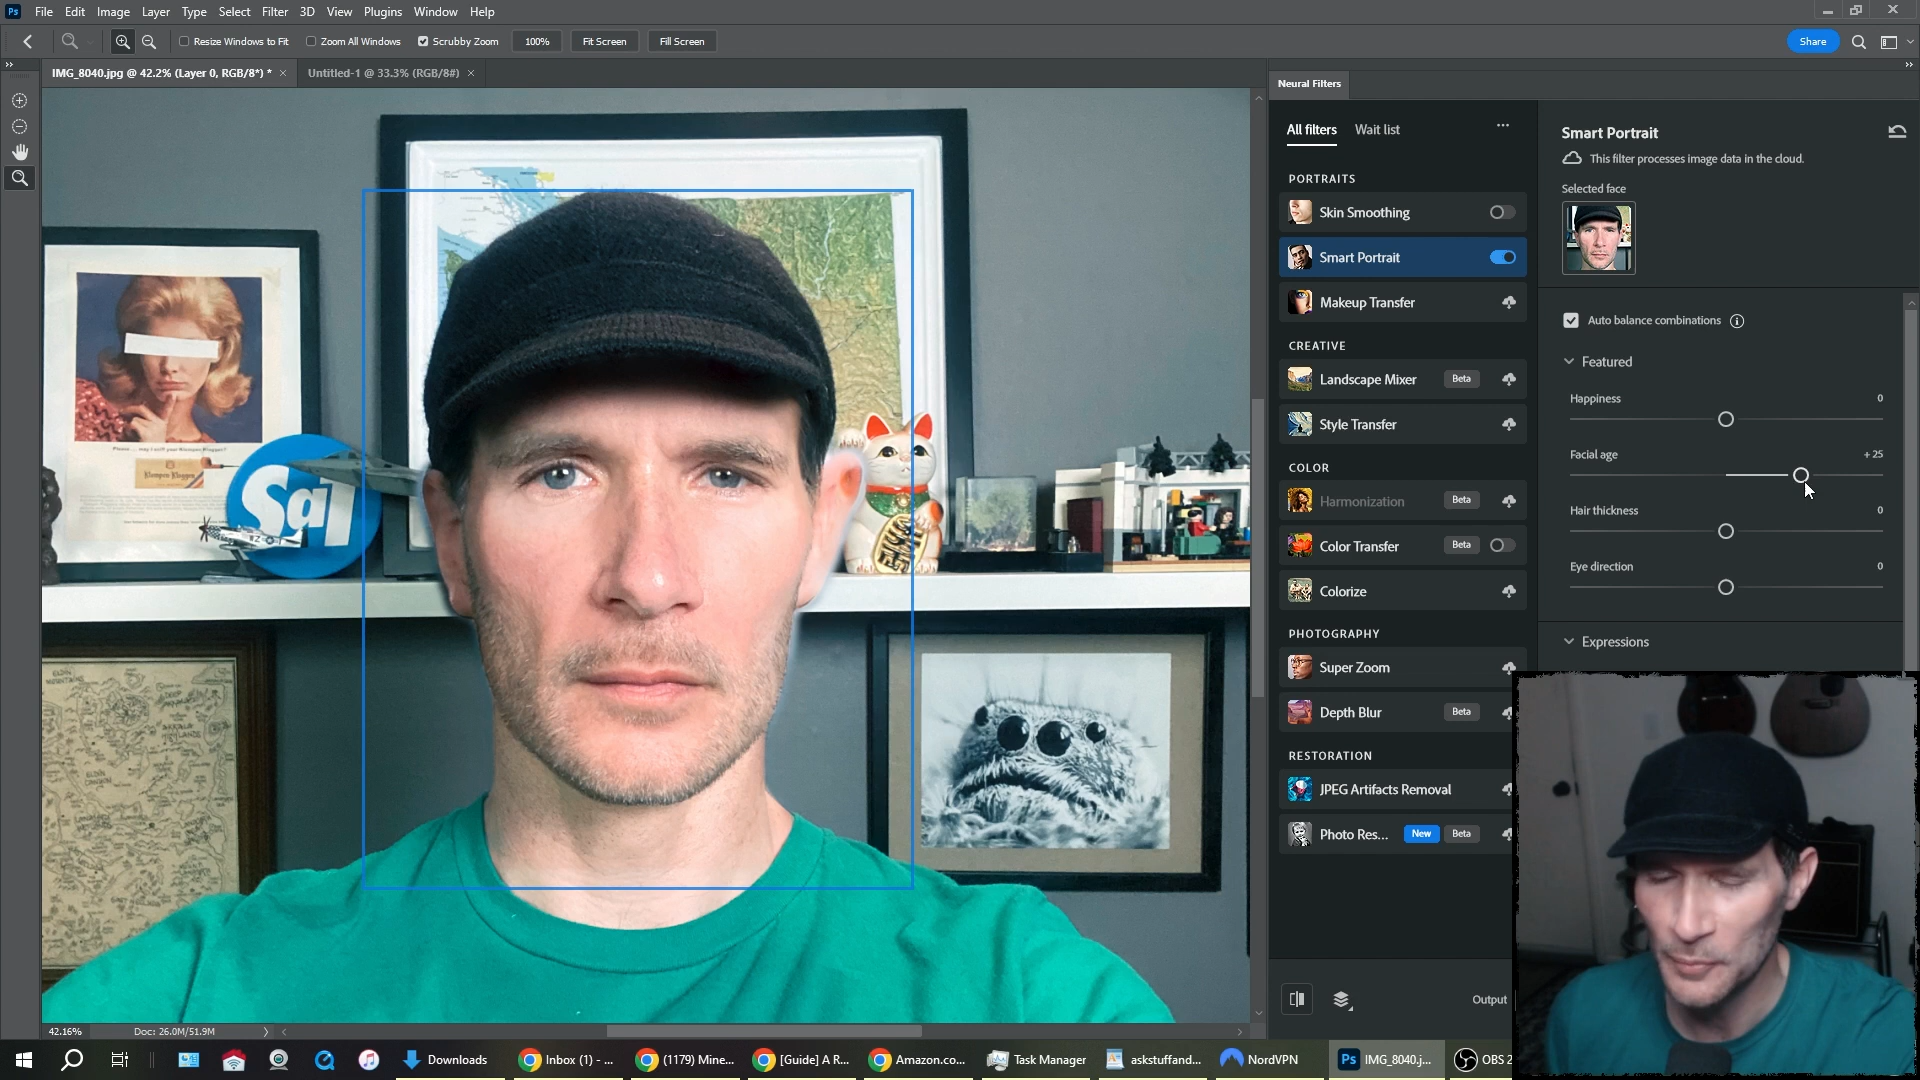 Ps File Edit Image Layer Type Select Filter 3D View Plugins Window Help
Resize Windows to Fit Zoom All Windows Scrubby Zoom 100% Fit Screen Fill Screen Share
IMG_8040.jpg @ 42.2% (Layer 0, RGB/8*) * × Untitled-1 @ 33.3% (RGB/8#) ×
Neural Filters
All filters Wait list
PORTRAITS
Skin Smoothing
Smart Portrait
Makeup Transfer
CREATIVE
Landscape Mixer Beta
Style Transfer
COLOR
Harmonization Beta
Color Transfer Beta
Colorize
PHOTOGRAPHY
Super Zoom
Depth Blur Beta
RESTORATION
JPEG Artifacts Removal
Photo Res... New Beta
Output
Smart Portrait
This filter processes image data in the cloud.
Selected face
Auto balance combinations
Featured
Happiness 0
Facial age +25
Hair thickness 0
Eye direction 0
Expressions
Sal
42.16% Doc: 26.0M/51.9M
Downloads Inbox (1) - ... (1179) Mine... [Guide] A R... Amazon.co... Task Manager askstuffand... NordVPN Ps IMG_8040.j... OBS 2